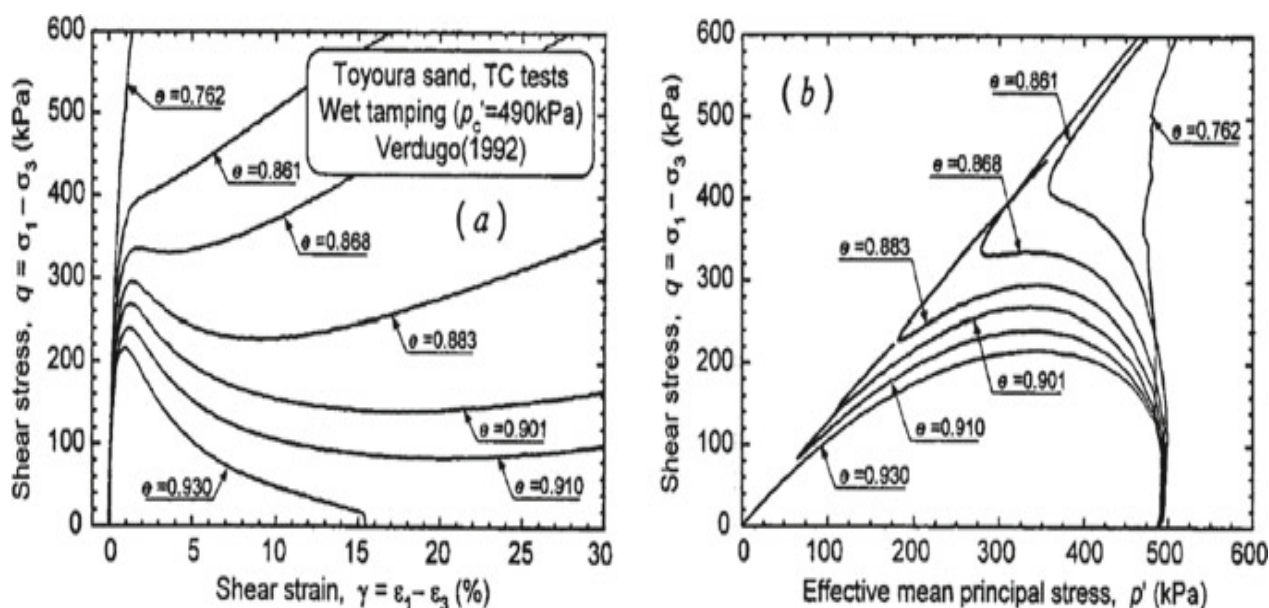 600
500
400
300
200
100
0
Shear stress, q = σ₁ − σ₃ (kPa)
Toyoura sand, TC tests
Wet tamping (p'c=490kPa)
Verdugo(1992)
e=0.762
e=0.861
e=0.868
(a)
e=0.883
e=0.901
e=0.910
e=0.930
0 5 10 15 20 25 30
Shear strain, γ = ε₁− ε₃ (%)
600
500
400
300
200
100
0
Shear stress, q = σ₁ − σ₃ (kPa)
(b)
e=0.861
e=0.762
e=0.868
e=0.883
e=0.901
e=0.910
e=0.930
0 100 200 300 400 500 600
Effective mean principal stress, p' (kPa)